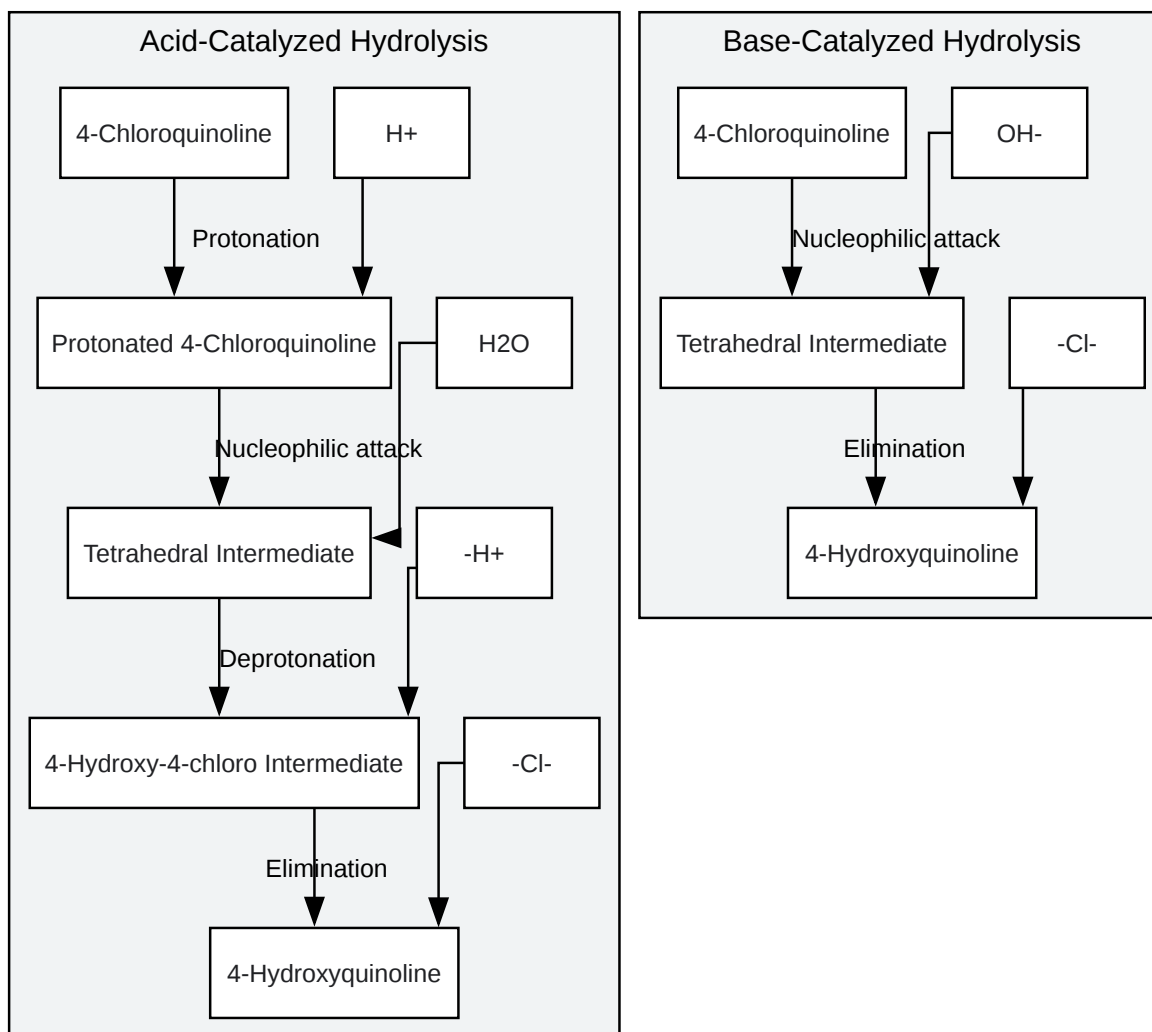 Acid-Catalyzed Hydrolysis
4-Chloroquinoline
H+
Protonation
Protonated 4-Chloroquinoline
H2O
Nucleophilic attack
Tetrahedral Intermediate
-H+
Deprotonation
4-Hydroxy-4-chloro Intermediate
-Cl-
Elimination
4-Hydroxyquinoline
Base-Catalyzed Hydrolysis
4-Chloroquinoline
OH-
Nucleophilic attack
Tetrahedral Intermediate
-Cl-
Elimination
4-Hydroxyquinoline